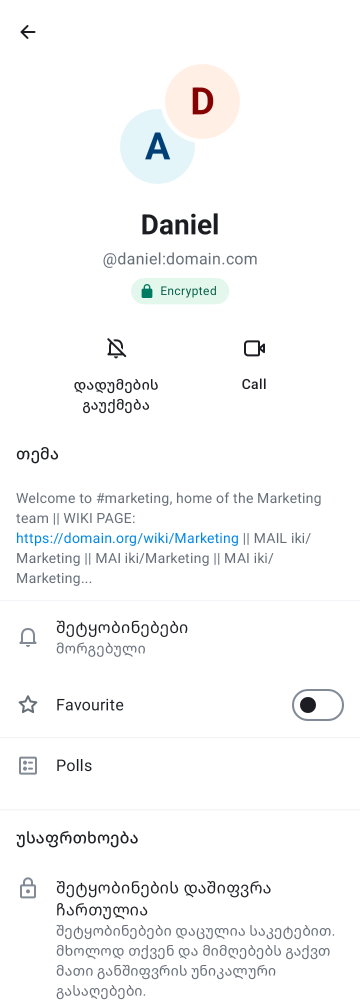 D
A
Daniel
@daniel:domain.com
Encrypted
დადუმების
გაუქმება
Call
თემა
Welcome to #marketing, home of the Marketing
team || WIKI PAGE:
https://domain.org/wiki/Marketing || MAIL iki/
Marketing || MAI iki/Marketing || MAI iki/
Marketing...
შეტყობინებები
მორგებული
Favourite
Polls
უსაფრთხოება
შეტყობინების დაშიფვრა
ჩართულია
შეტყობინებები დაცულია საკეტებით.
მხოლოდ თქვენ და მიმღებებს გაქვთ
მათი განშიფვრის უნიკალური
გასაღებები.